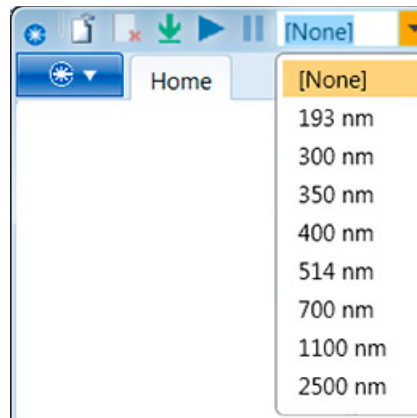 [None]
Home
[None]
193 nm
300 nm
350 nm
400 nm
514 nm
700 nm
1100 nm
2500 nm